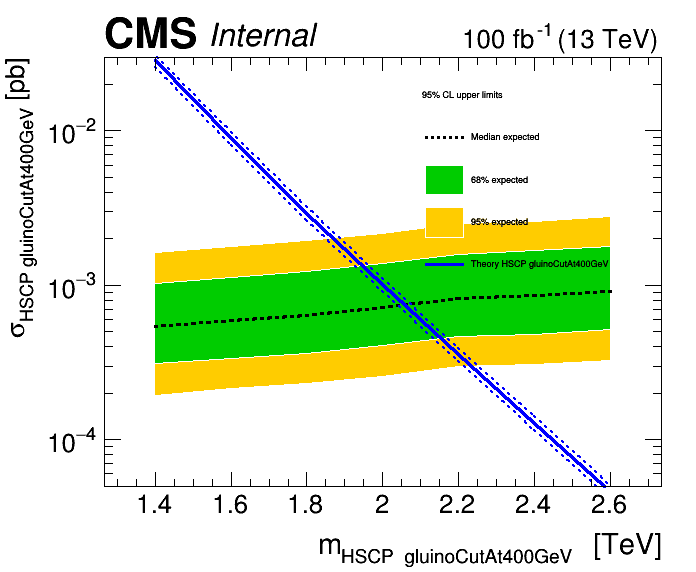 CMS Internal
100 fb⁻¹ (13 TeV)
σ_HSCP gluinoCutAt400GeV [pb]
95% CL upper limits
Median expected
68% expected
95% expected
Theory HSCP gluinoCutAt400GeV
10⁻²
10⁻³
10⁻⁴
1.4 1.6 1.8 2 2.2 2.4 2.6
m_HSCP gluinoCutAt400GeV [TeV]